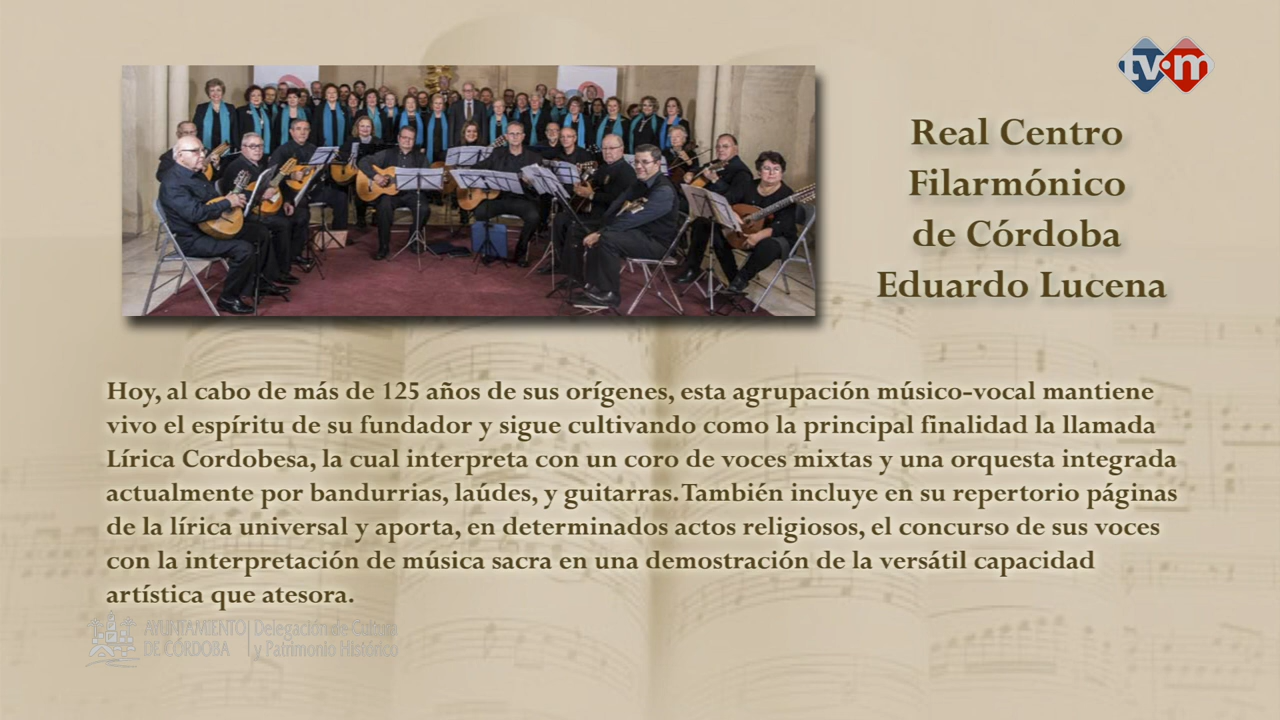 tv·m
Real Centro
Filarmónico
de Córdoba
Eduardo Lucena
Hoy, al cabo de más de 125 años de sus orígenes, esta agrupación músico-vocal mantiene
vivo el espíritu de su fundador y sigue cultivando como la principal finalidad la llamada
Lírica Cordobesa, la cual interpreta con un coro de voces mixtas y una orquesta integrada
actualmente por bandurrias, laúdes, y guitarras. También incluye en su repertorio páginas
de la lírica universal y aporta, en determinados actos religiosos, el concurso de sus voces
con la interpretación de música sacra en una demostración de la versátil capacidad
artística que atesora.
AYUNTAMIENTO
DE CÓRDOBA
Delegación de Cultura
y Patrimonio Histórico